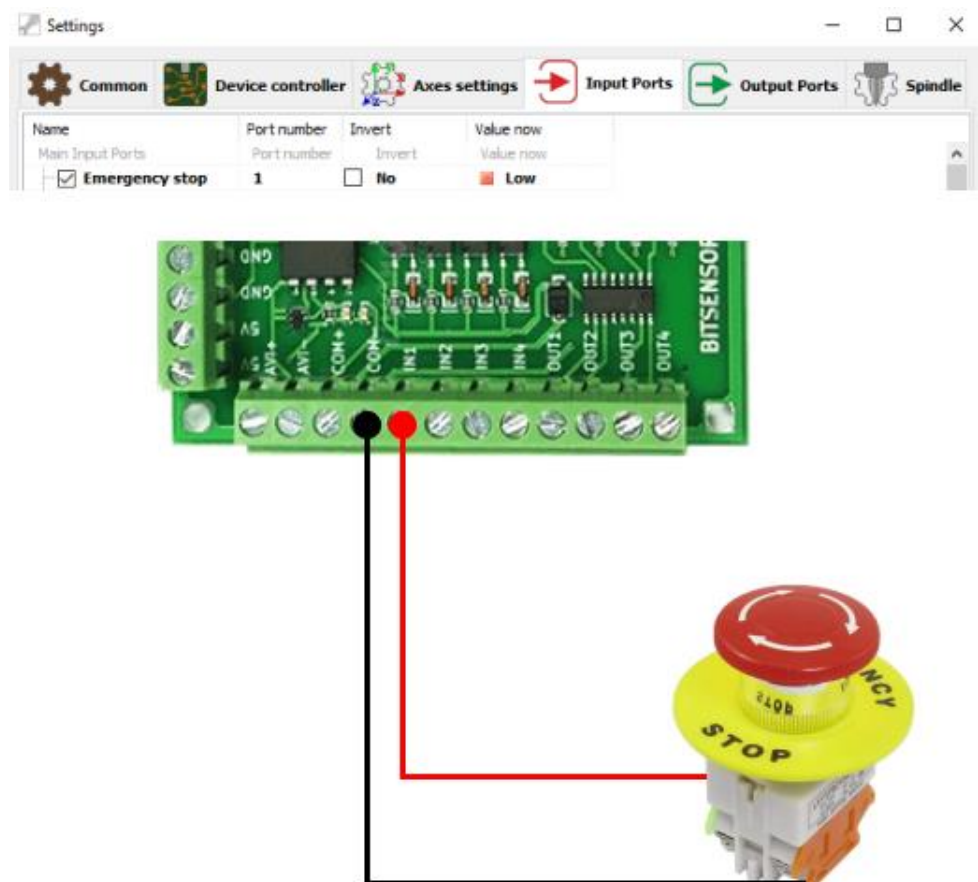 Settings
Common Device controller Axes settings Input Ports Output Ports Spindle
Name Port number Invert Value now
Main Input Ports Port number Invert Value now
Emergency stop 1 No Low
GND
GND
5V
5V
AVI+ AVI- COM+ COM- IN1 IN2 IN3 IN4 OUT1 OUT2 OUT3 OUT4
BITSENSOR
NCY
STOP
STOP